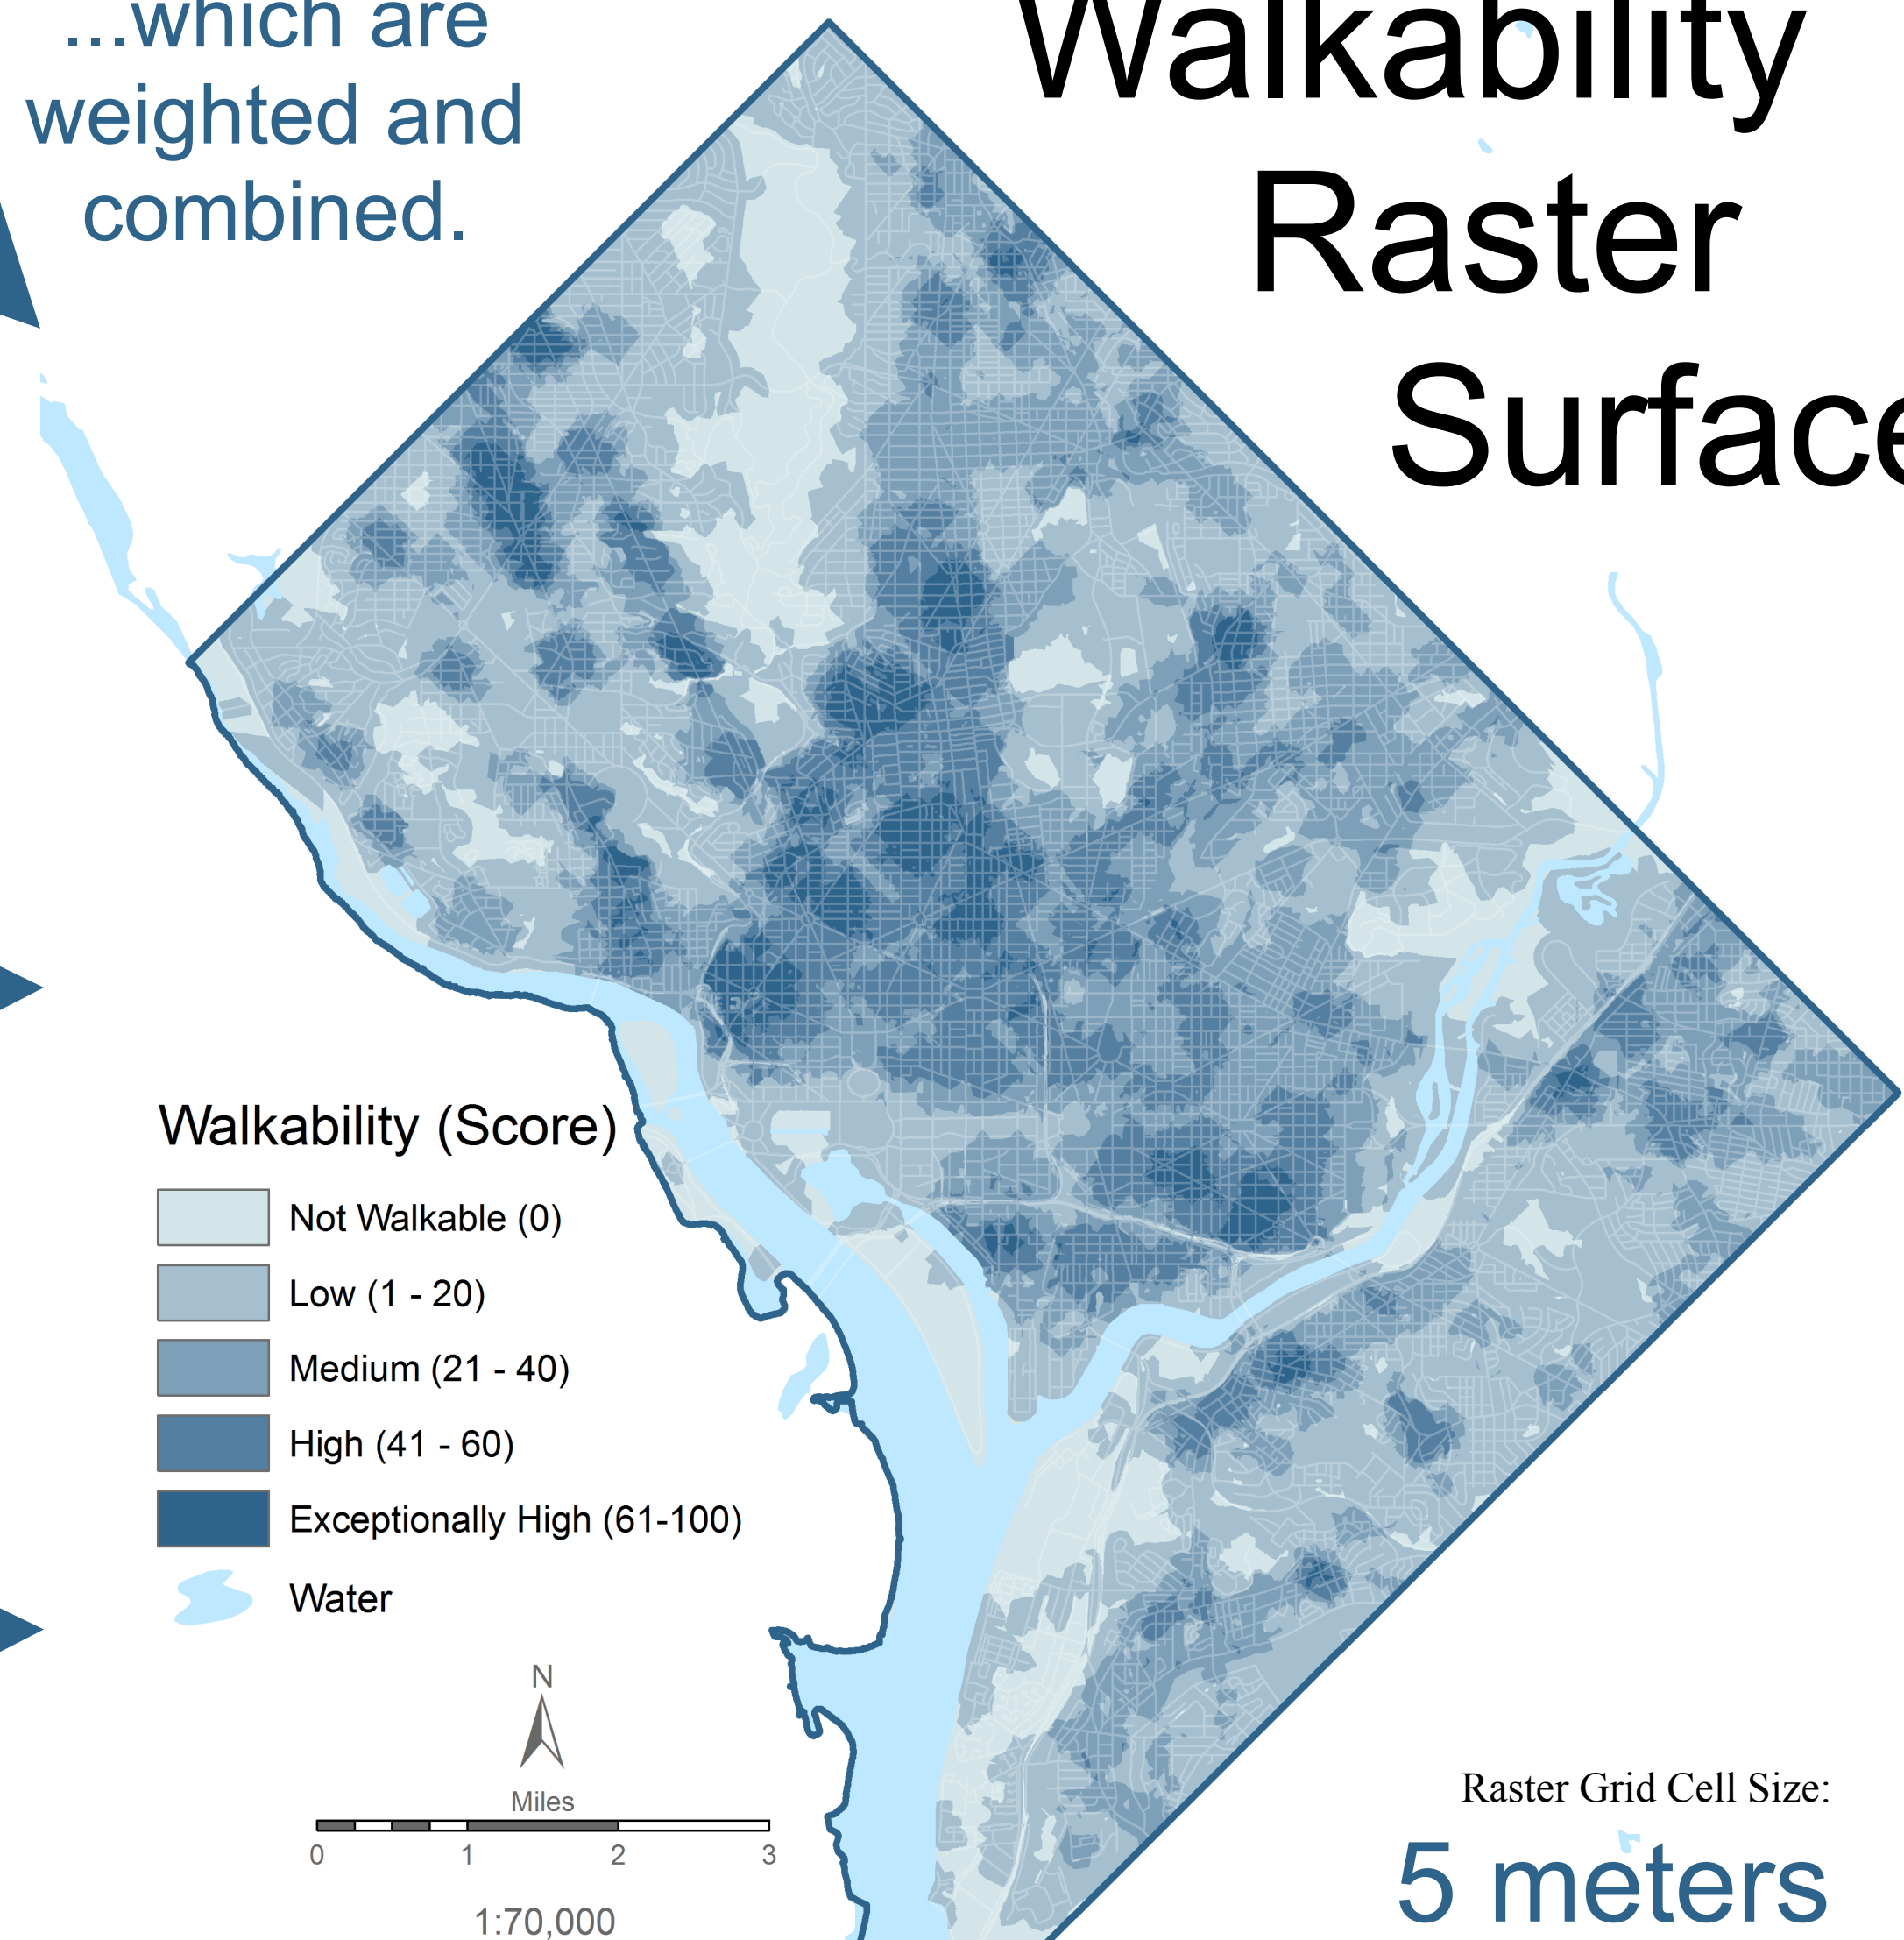 ...which are
weighted and
combined.
Walkability
Raster
Surface
Walkability (Score)
Not Walkable (0)
Low (1 - 20)
Medium (21 - 40)
High (41 - 60)
Exceptionally High (61-100)
Water
N
Miles
0 1 2 3
1:70,000
Raster Grid Cell Size:
5 meters